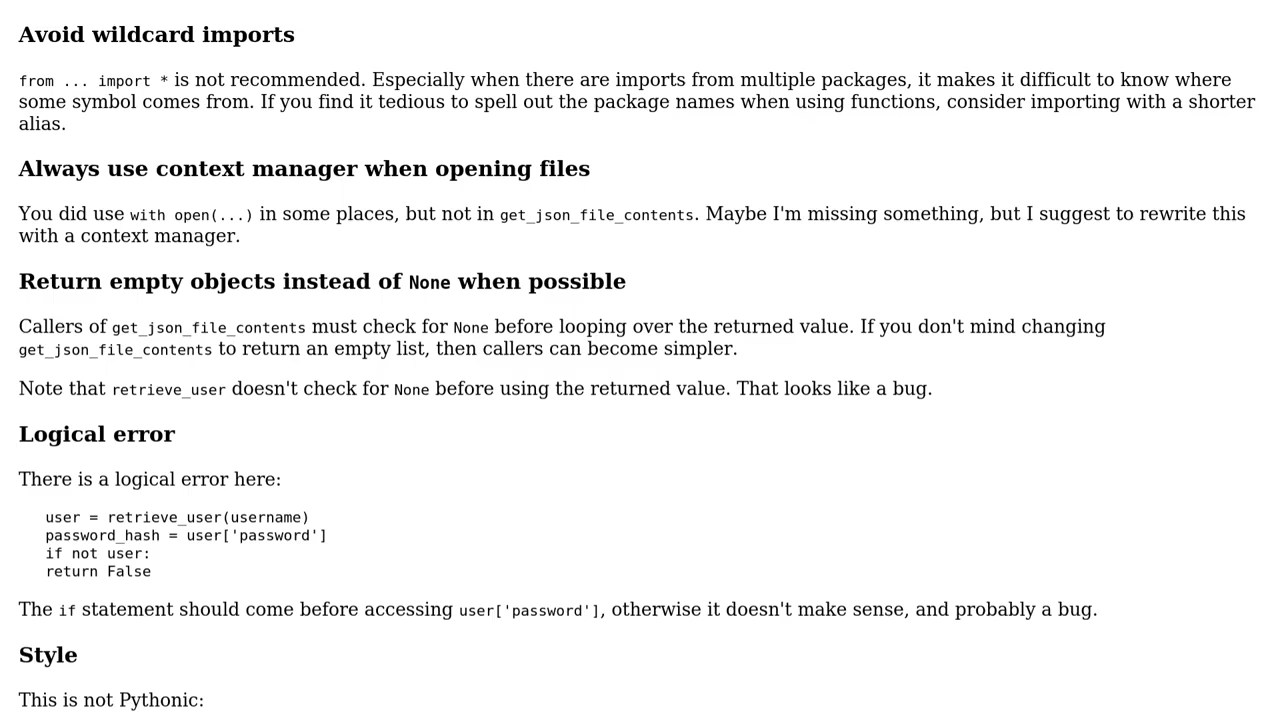 Avoid wildcard imports
from ... import * is not recommended. Especially when there are imports from multiple packages, it makes it difficult to know where
some symbol comes from. If you find it tedious to spell out the package names when using functions, consider importing with a shorter
alias.
Always use context manager when opening files
You did use with open(...) in some places, but not in get_json_file_contents. Maybe I'm missing something, but I suggest to rewrite this
with a context manager.
Return empty objects instead of None when possible
Callers of get_json_file_contents must check for None before looping over the returned value. If you don't mind changing
get_json_file_contents to return an empty list, then callers can become simpler.
Note that retrieve_user doesn't check for None before using the returned value. That looks like a bug.
Logical error
There is a logical error here:
user = retrieve_user(username)
password_hash = user['password']
if not user:
return False
The if statement should come before accessing user['password'], otherwise it doesn't make sense, and probably a bug.
Style
This is not Pythonic: